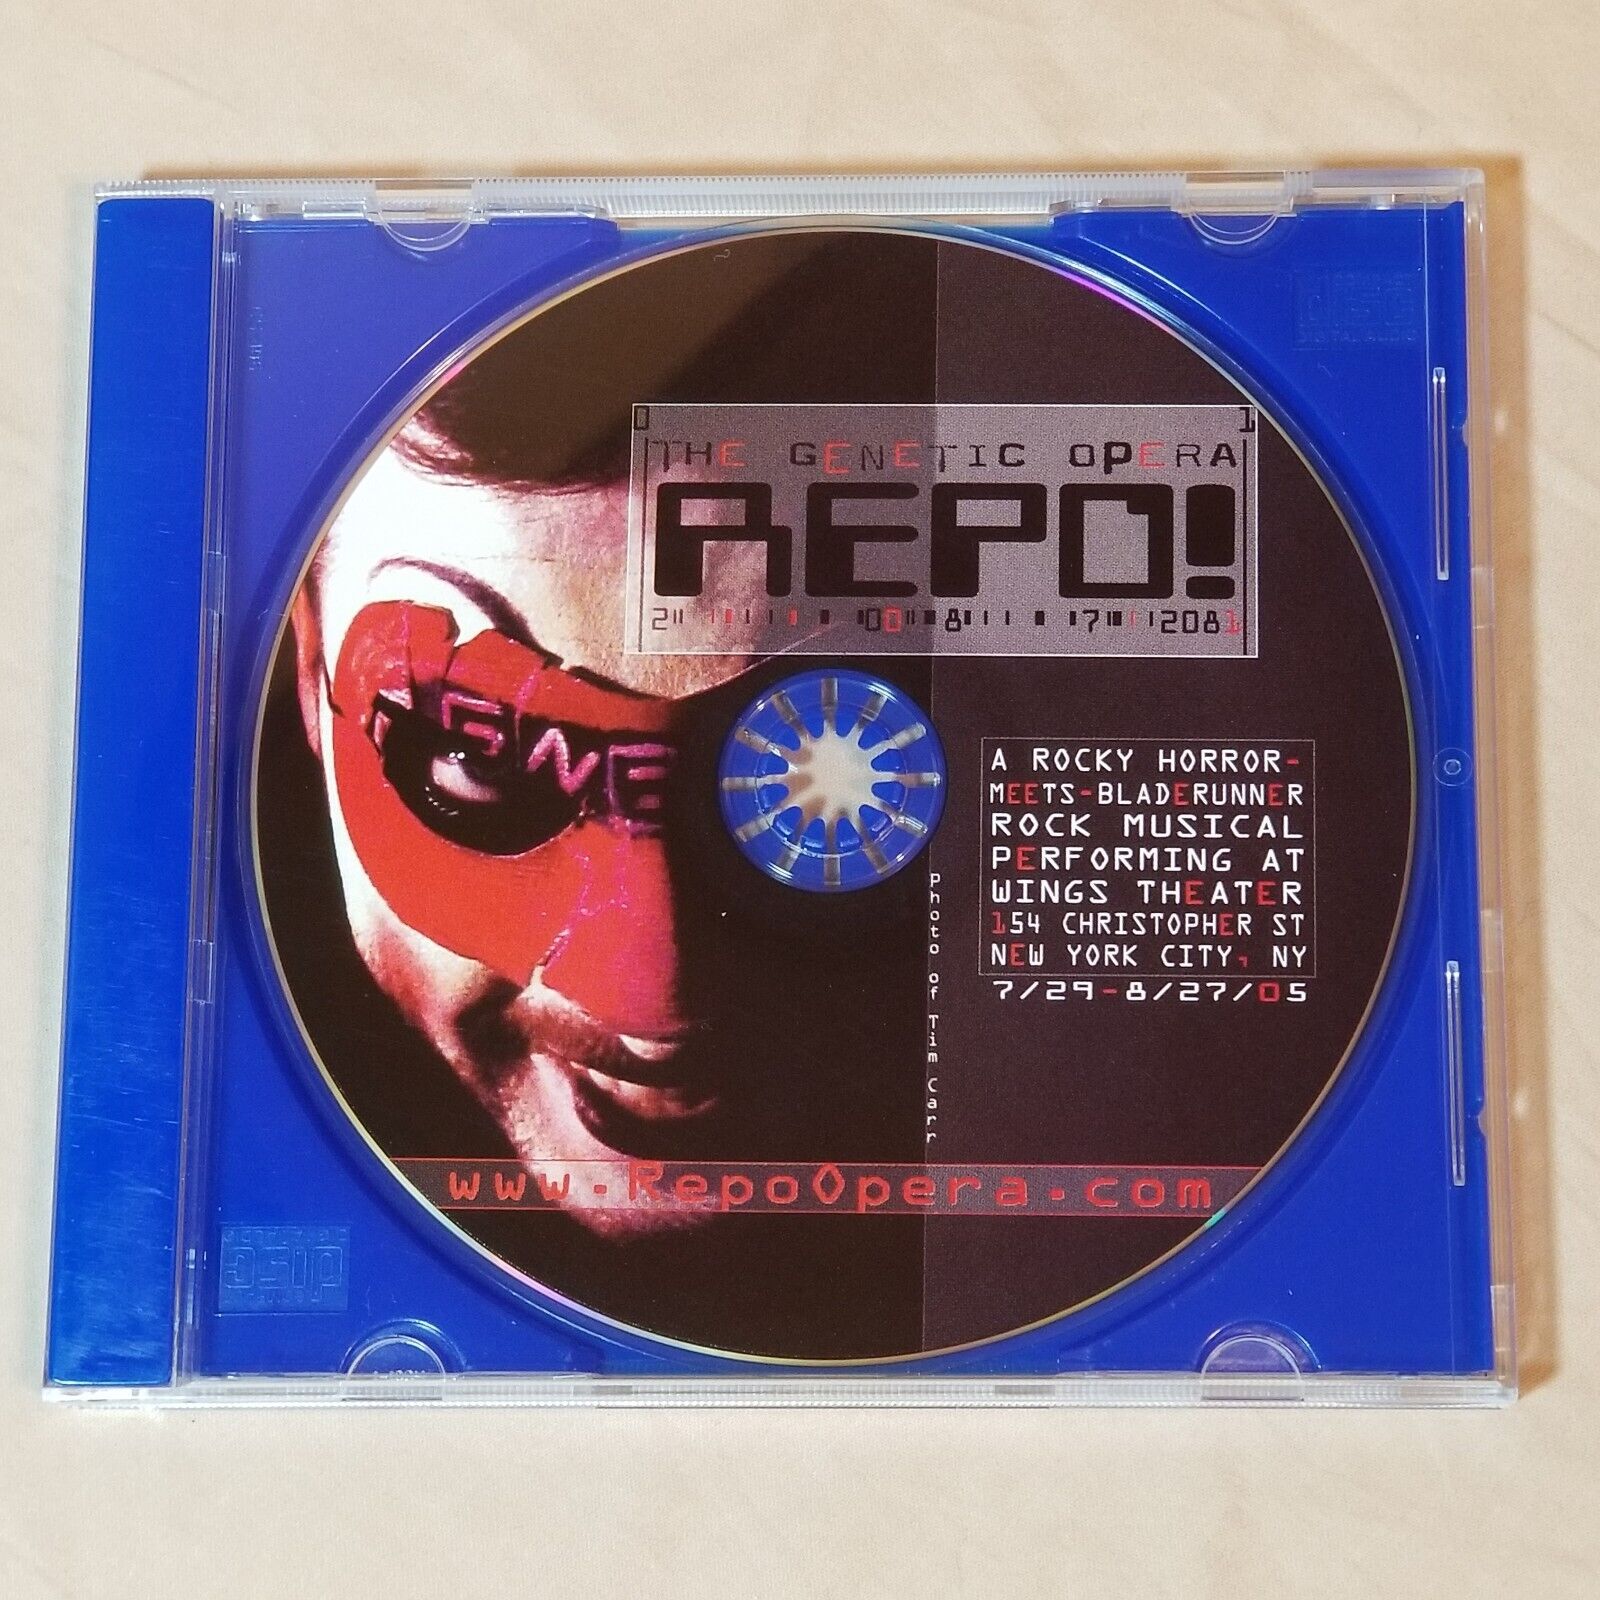 0 1
THE GENETIC OPERA
REPO!
2 00 8 7 2081
A ROCKY HORROR-
MEETS-BLADERUNNER
ROCK MUSICAL
PERFORMING AT
WINGS THEATER
154 CHRISTOPHER ST
NEW YORK CITY, NY
7/29-8/27/05
Photo of Tim Carr
www.RepoOpera.com